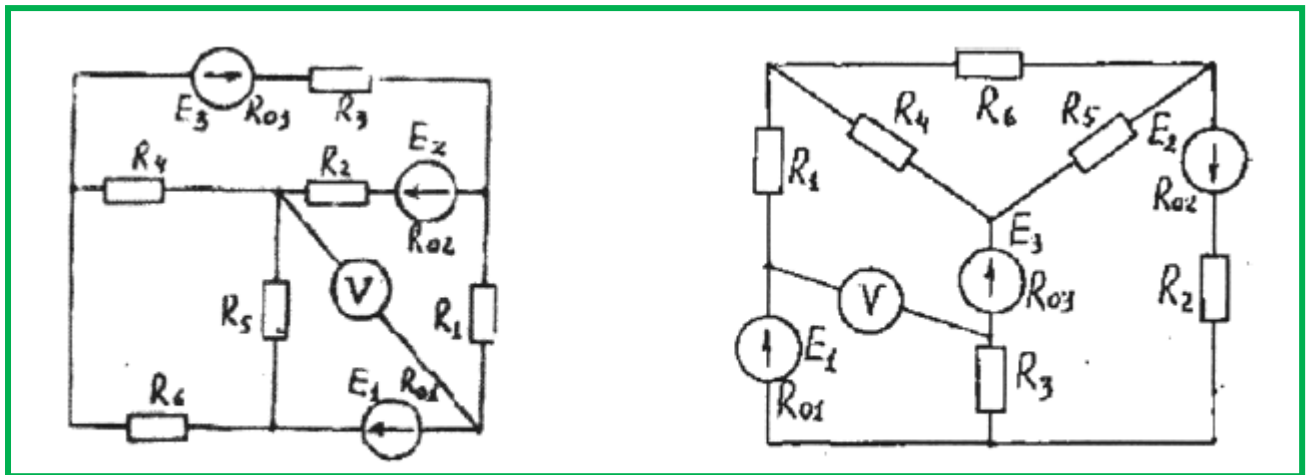 E3 R03 R3
R4 R2 E2
R02
V
R5 R1
R6 E1 R01
R6
R4 R5 E2
R1
R02
E3
V R03 R2
E1
R3
R01